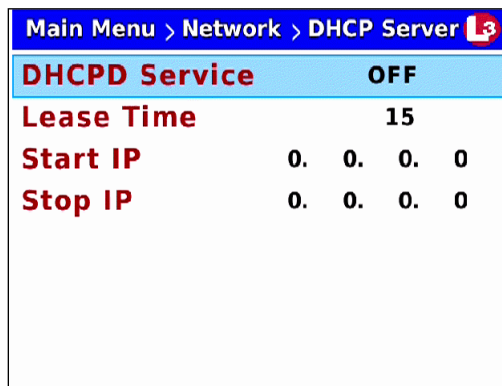 Main Menu > Network > DHCP Server L3
DHCPD Service OFF
Lease Time 15
Start IP 0. 0. 0. 0
Stop IP 0. 0. 0. 0